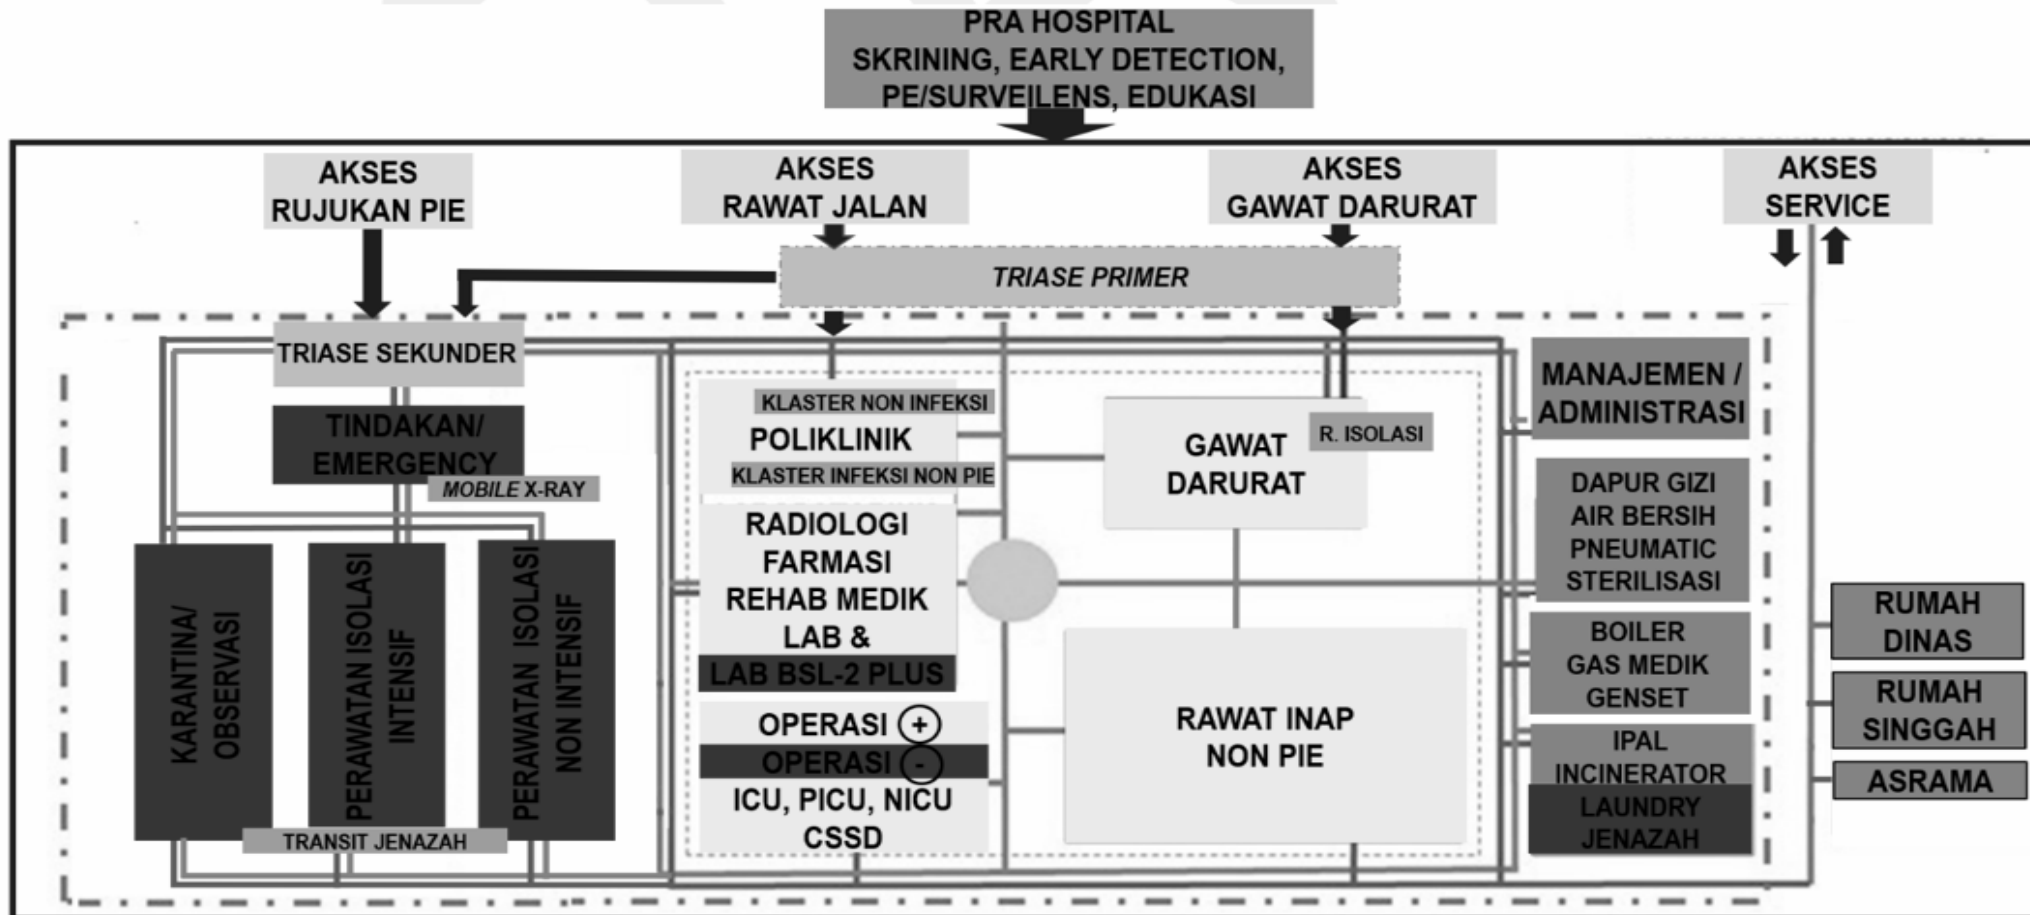 PRA HOSPITAL
SKRINING, EARLY DETECTION,
PE/SURVEILENS, EDUKASI
AKSES
RUJUKAN PIE
AKSES
RAWAT JALAN
AKSES
GAWAT DARURAT
AKSES
SERVICE
TRIASE PRIMER
TRIASE SEKUNDER
TINDAKAN/
EMERGENCY
MOBILE X-RAY
KARANTINA/
OBSERVASI
PERAWATAN ISOLASI
INTENSIF
PERAWATAN ISOLASI
NON INTENSIF
TRANSIT JENAZAH
KLASTER NON INFEKSI
POLIKLINIK
KLASTER INFEKSI NON PIE
RADIOLOGI
FARMASI
REHAB MEDIK
LAB &
LAB BSL-2 PLUS
OPERASI +
OPERASI -
ICU, PICU, NICU
CSSD
GAWAT
DARURAT
R. ISOLASI
RAWAT INAP
NON PIE
MANAJEMEN /
ADMINISTRASI
DAPUR GIZI
AIR BERSIH
PNEUMATIC
STERILISASI
BOILER
GAS MEDIK
GENSET
IPAL
INCINERATOR
LAUNDRY
JENAZAH
RUMAH
DINAS
RUMAH
SINGGAH
ASRAMA